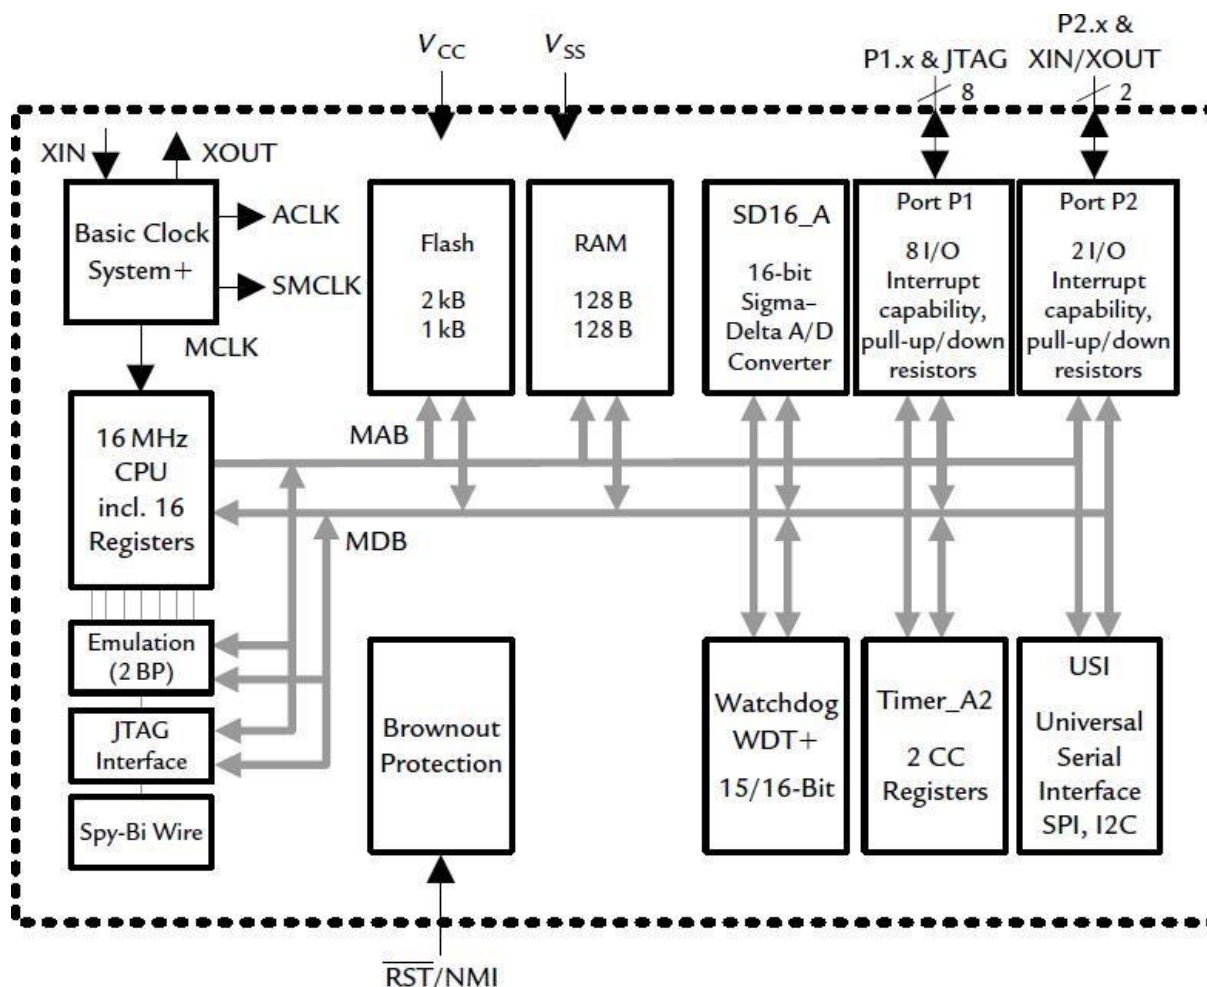 VCC
VSS
P1.x & JTAG
8
P2.x &
XIN/XOUT
2
XIN
XOUT
Basic Clock
System+
ACLK
SMCLK
MCLK
Flash
2 kB
1 kB
RAM
128 B
128 B
SD16_A
16-bit
Sigma–
Delta A/D
Converter
Port P1
8 I/O
Interrupt
capability,
pull-up/down
resistors
Port P2
2 I/O
Interrupt
capability,
pull-up/down
resistors
16 MHz
CPU
incl. 16
Registers
MAB
MDB
Emulation
(2 BP)
JTAG
Interface
Spy-Bi Wire
Brownout
Protection
Watchdog
WDT+
15/16-Bit
Timer_A2
2 CC
Registers
USI
Universal
Serial
Interface
SPI, I2C
RST/NMI